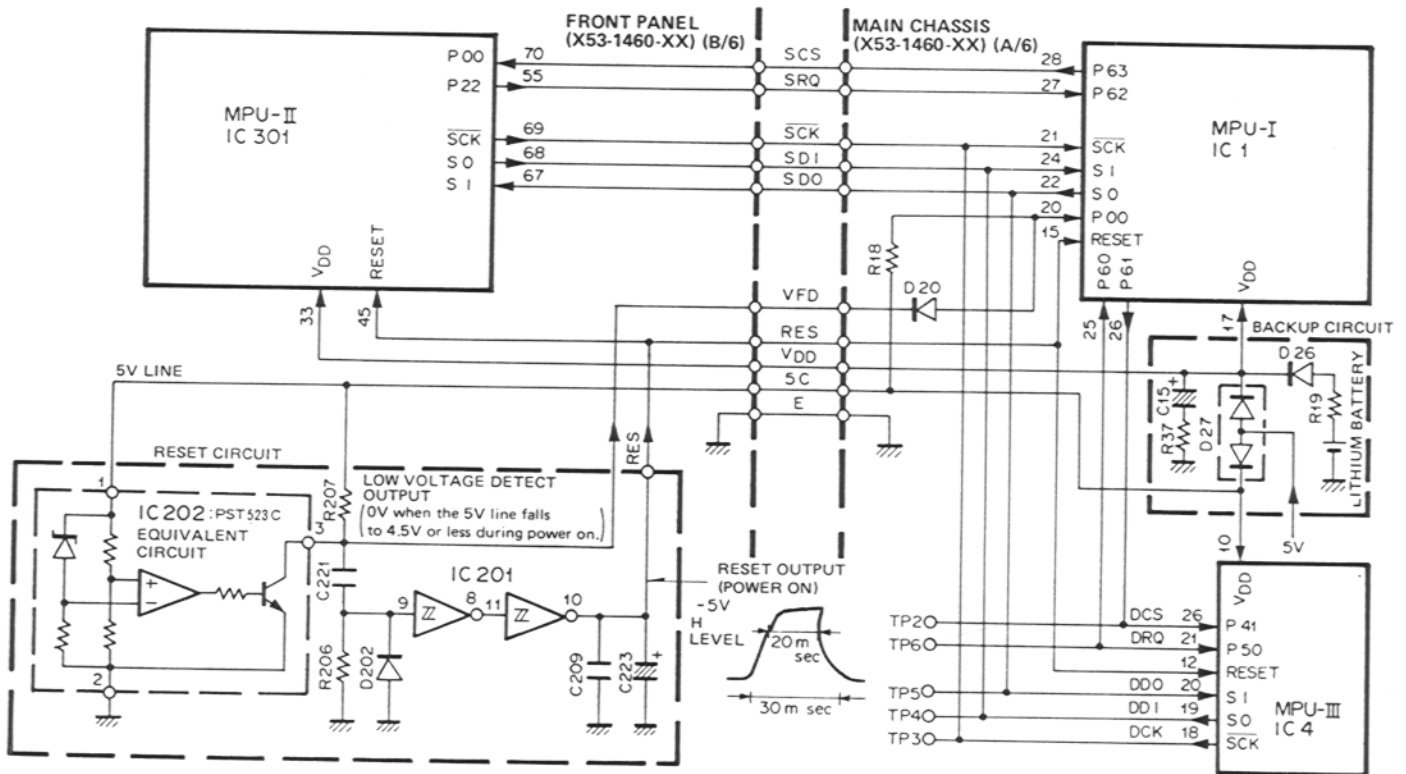 FRONT PANEL
(X53-1460-XX) (B/6)
MAIN CHASSIS
(X53-1460-XX) (A/6)
MPU-II
IC 301
P00
70
P22
55
SCK
69
SO
68
SI
67
VDD
RESET
33
45
SCS
SRQ
SCK
SDI
SDO
VFD
RES
VDD
5C
E
MPU-I
IC 1
28
P63
27
P62
21
SCK
24
SI
22
SO
20
P00
15
RESET
P60
P61
VDD
25
26
17
R18
D20
BACKUP CIRCUIT
D26
C15
+
R37
D27
R19
LITHIUM BATTERY
10
5V
5V LINE
RESET CIRCUIT
1
IC202 : PST523C
EQUIVALENT
CIRCUIT
+
-
2
3
R207
LOW VOLTAGE DETECT
OUTPUT
(0V when the 5V line falls
to 4.5V or less during power on.)
C221
IC201
9
8
11
10
R206
D202
C209
C223
+
RES
RESET OUTPUT
(POWER ON)
-5V
H
LEVEL
20 m
sec
30 m sec
TP2
DCS
26
P41
TP6
DRQ
21
P50
12
RESET
TP5
DDO
20
SI
TP4
DDI
19
SO
TP3
DCK
18
SCK
VDD
MPU-III
IC 4